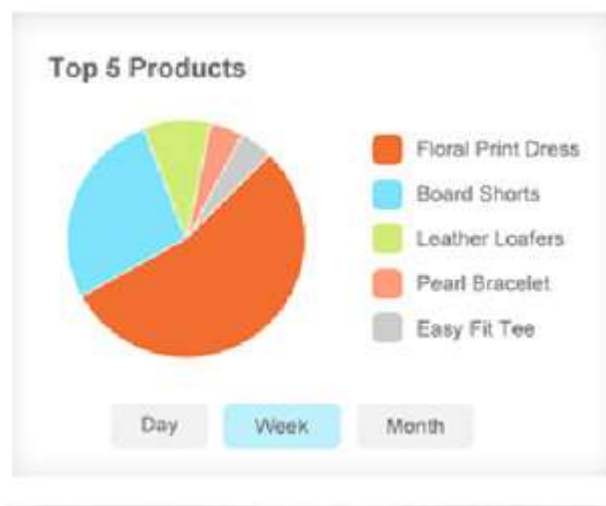 Top 5 Products
Floral Print Dress
Board Shorts
Leather Loafers
Pearl Bracelet
Easy Fit Tee
Day Week Month